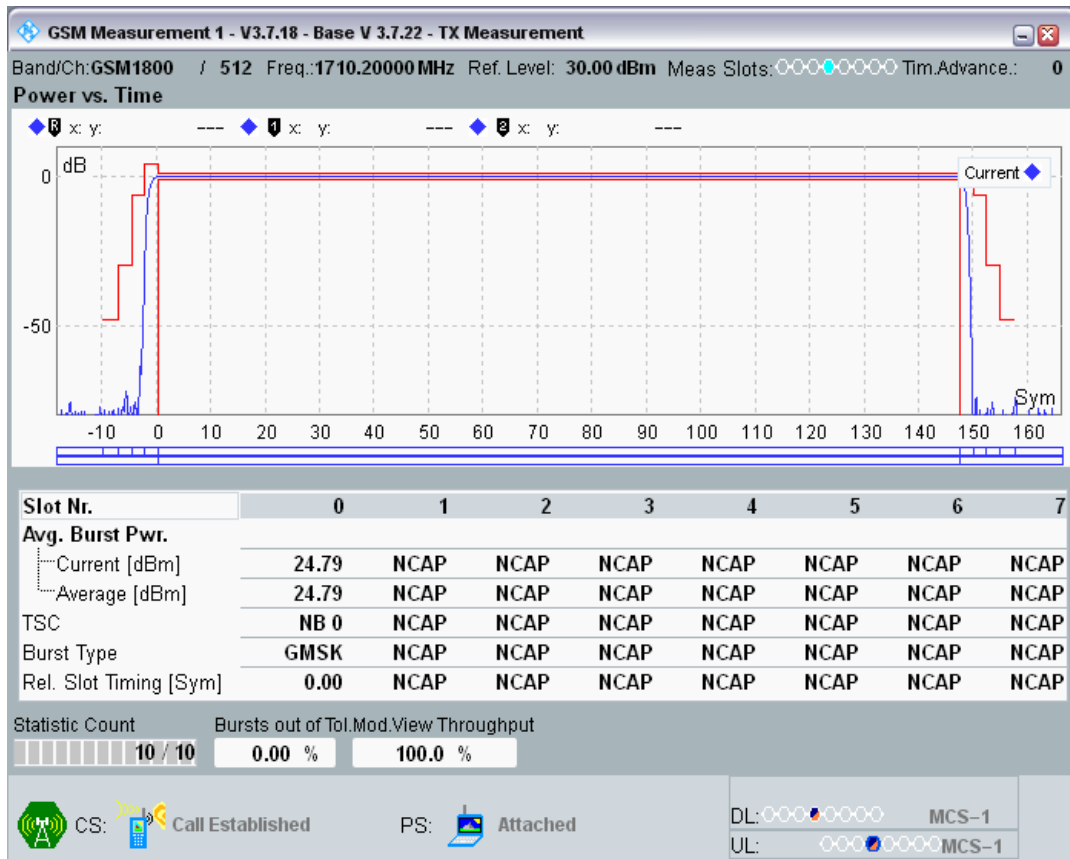 GSM Measurement 1 - V3.7.18 - Base V 3.7.22 - TX Measurement
Band/Ch:GSM1800 / 512 Freq.:1710.20000 MHz Ref. Level: 30.00 dBm Meas Slots: Tim.Advance.: 0
Power vs. Time
R x: y: --- 1 x: y: --- 2 x: y: ---
dB
Current
0
-50
Sym
-10 0 10 20 30 40 50 60 70 80 90 100 110 120 130 140 150 160
Slot Nr. 0 1 2 3 4 5 6 7
Avg. Burst Pwr.
Current [dBm] 24.79 NCAP NCAP NCAP NCAP NCAP NCAP NCAP
Average [dBm] 24.79 NCAP NCAP NCAP NCAP NCAP NCAP NCAP
TSC NB 0 NCAP NCAP NCAP NCAP NCAP NCAP NCAP
Burst Type GMSK NCAP NCAP NCAP NCAP NCAP NCAP NCAP
Rel. Slot Timing [Sym] 0.00 NCAP NCAP NCAP NCAP NCAP NCAP NCAP
Statistic Count Bursts out of Tol.Mod.View Throughput
10 / 10 0.00 % 100.0 %
CS: Call Established PS: Attached DL: MCS-1
UL: MCS-1